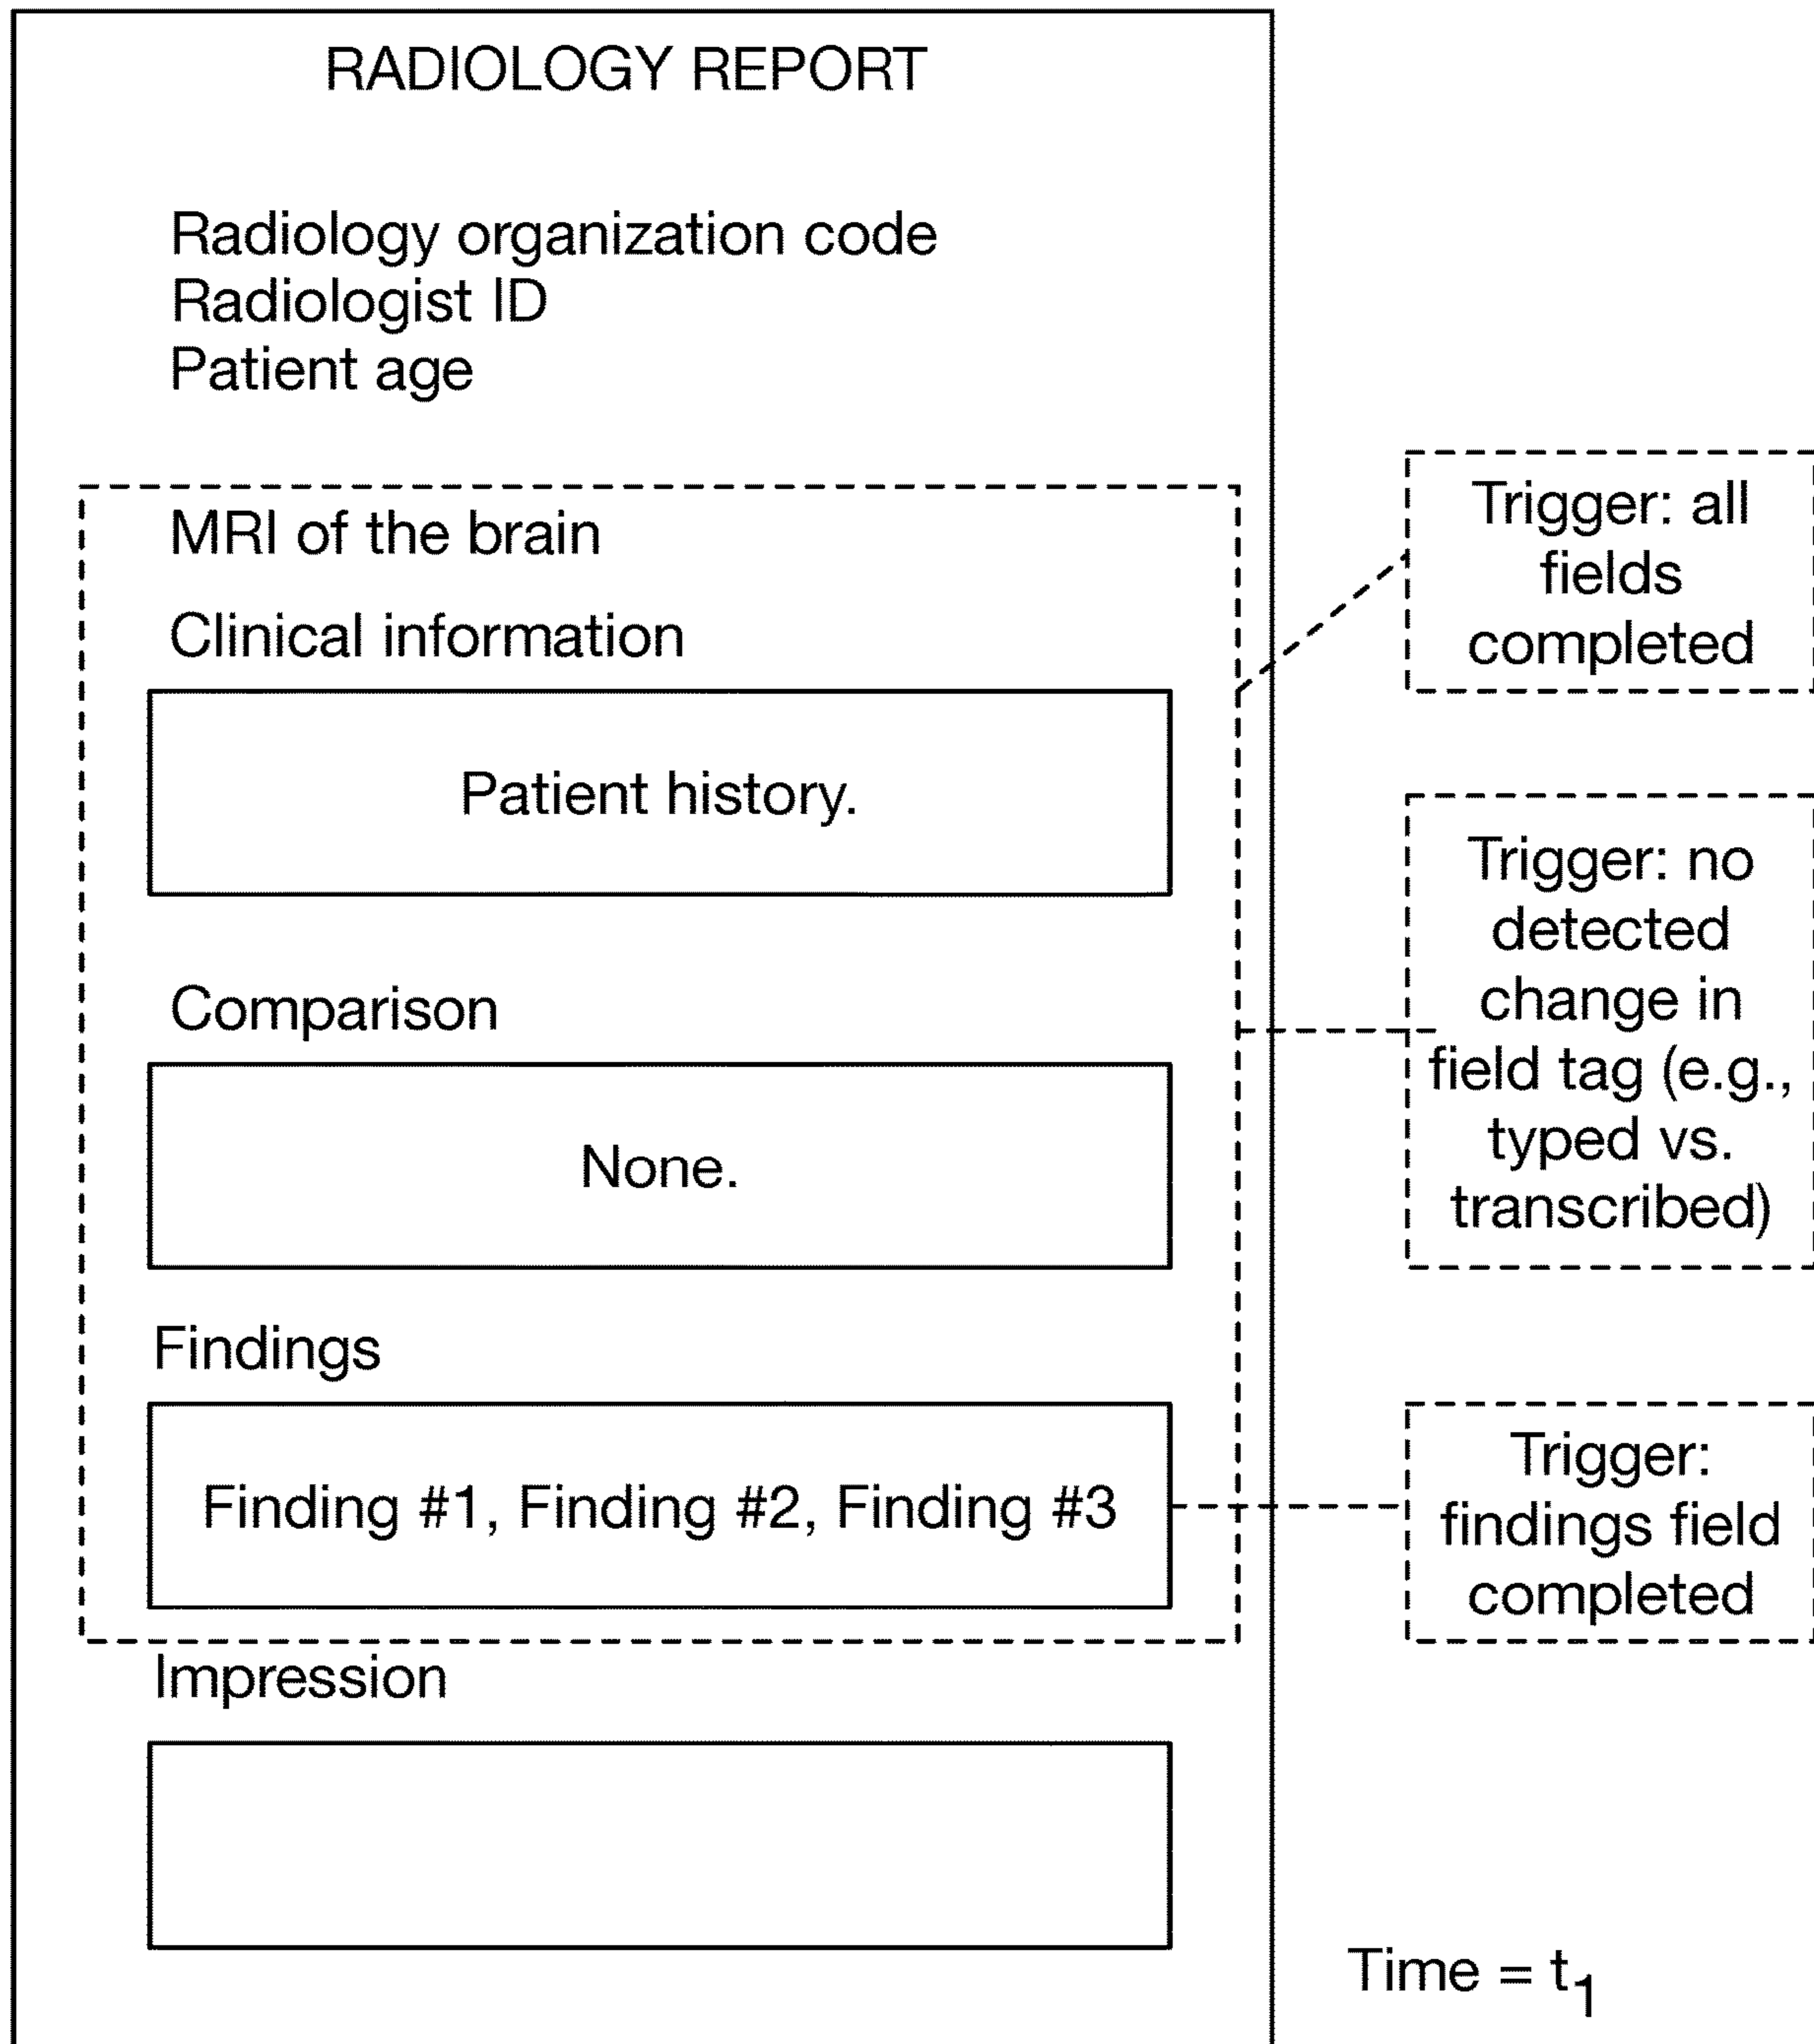 RADIOLOGY REPORT
Radiology organization code
Radiologist ID
Patient age
MRI of the brain
Clinical information
Patient history.
Comparison
None.
Findings
Finding #1, Finding #2, Finding #3
Impression
Trigger: all
fields
completed
Trigger: no
detected
change in
field tag (e.g.,
typed vs.
transcribed)
Trigger:
findings field
completed
Time = t₁